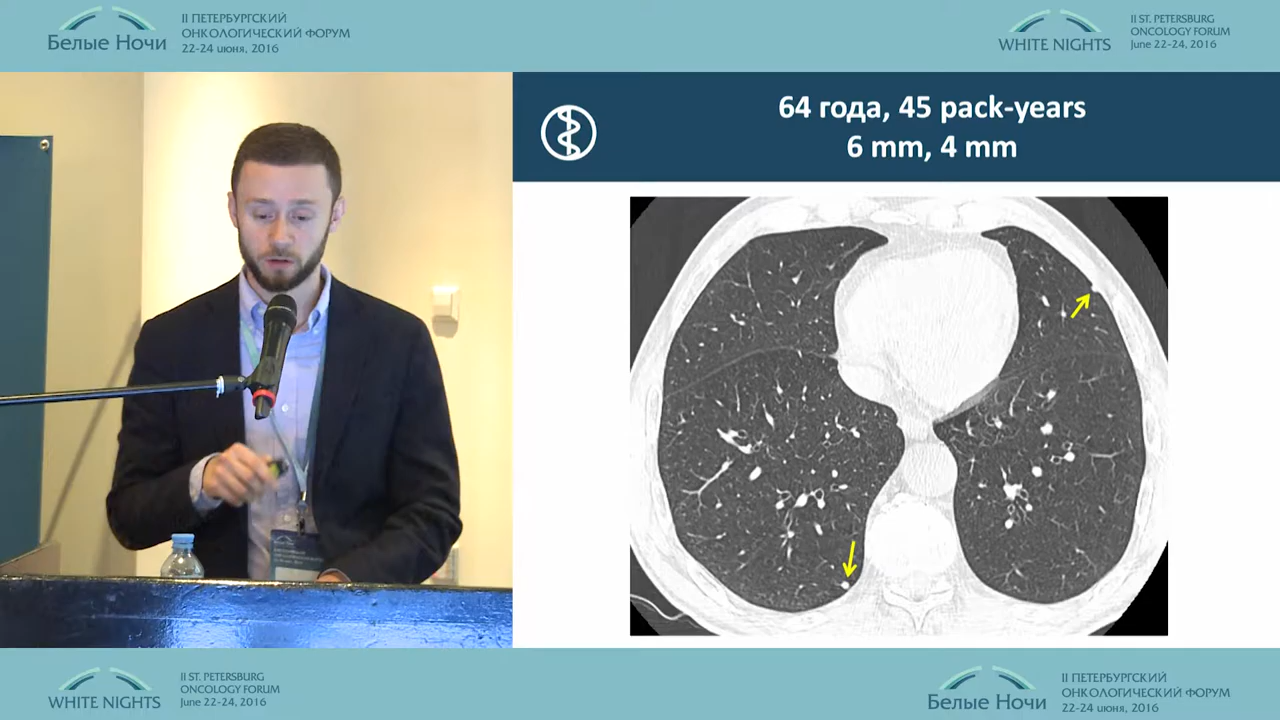 Белые Ночи
II ПЕТЕРБУРГСКИЙ
ОНКОЛОГИЧЕСКИЙ ФОРУМ
22-24 июня, 2016
WHITE NIGHTS
II ST. PETERSBURG
ONCOLOGY FORUM
June 22-24, 2016
64 года, 45 pack-years
6 mm, 4 mm
WHITE NIGHTS
II ST. PETERSBURG
ONCOLOGY FORUM
June 22-24, 2016
Белые Ночи
II ПЕТЕРБУРГСКИЙ
ОНКОЛОГИЧЕСКИЙ ФОРУМ
22-24 июня, 2016